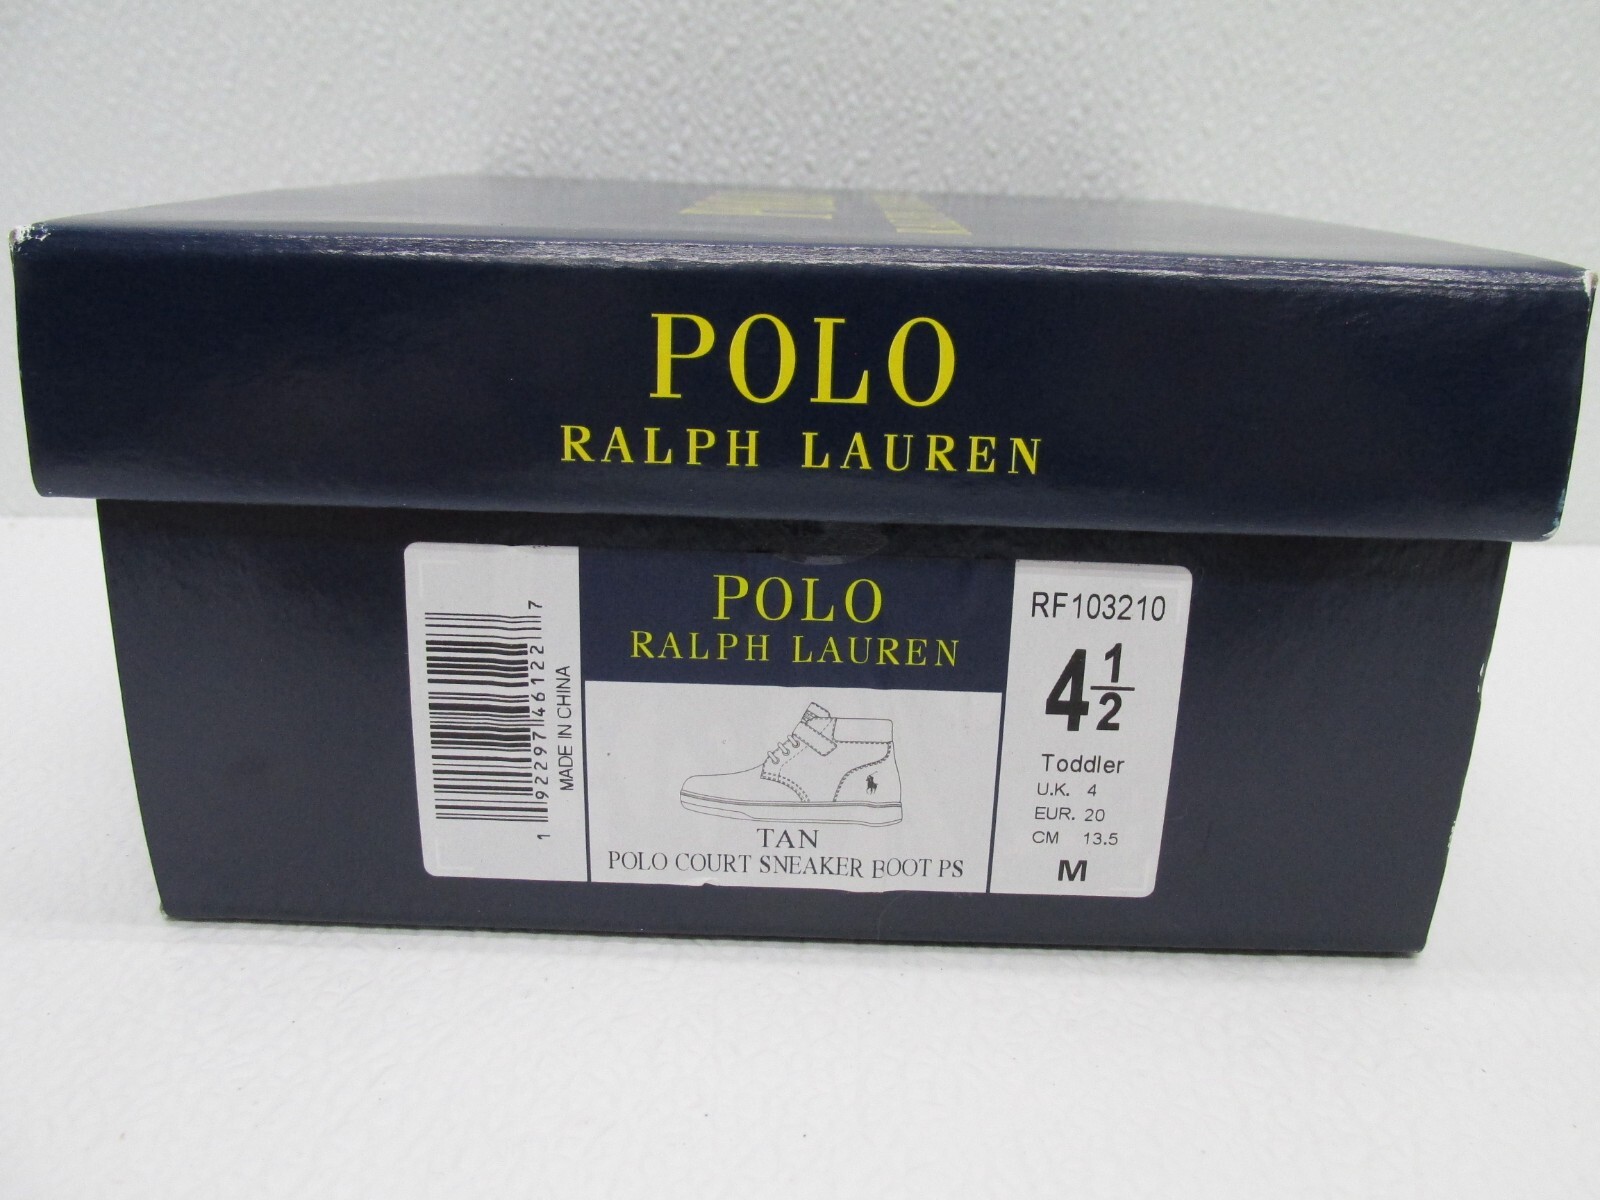 POLO
RALPH LAUREN
1 92297 46122 7
MADE IN CHINA
POLO
RALPH LAUREN
TAN
POLO COURT SNEAKER BOOT PS
RF103210
4 1/2
Toddler
U.K. 4
EUR. 20
CM 13.5
M